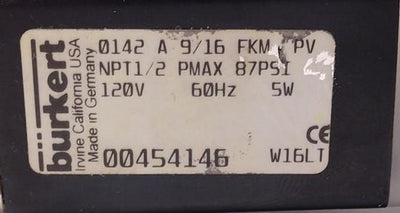 bürkert
Irvine California USA
Made in Germany
0142 A 9/16 FKM PV
NPT1/2 PMAX 87PSI
120V 60Hz 5W
CE
00454146 W16LT